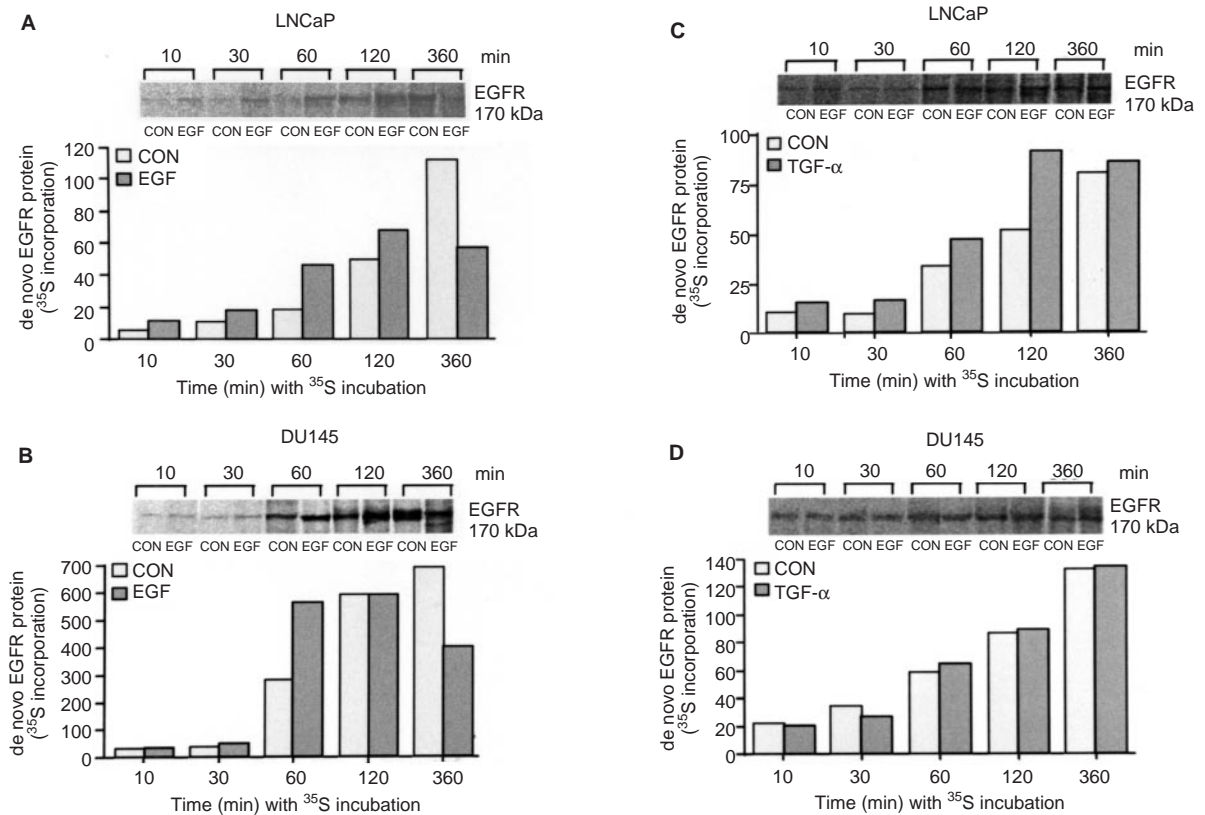 A
LNCaP
10 30 60 120 360 min
EGFR
170 kDa
CON EGF CON EGF CON EGF CON EGF CON EGF
de novo EGFR protein
(³⁵S incorporation)
120
100
80
60
40
20
0
CON
EGF
10 30 60 120 360
Time (min) with ³⁵S incubation
B
DU145
10 30 60 120 360 min
EGFR
170 kDa
CON EGF CON EGF CON EGF CON EGF CON EGF
de novo EGFR protein
(³⁵S incorporation)
700
600
500
400
300
200
100
0
CON
EGF
10 30 60 120 360
Time (min) with ³⁵S incubation
C
LNCaP
10 30 60 120 360 min
EGFR
170 kDa
CON EGF CON EGF CON EGF CON EGF CON EGF
de novo EGFR protein
(³⁵S incorporation)
100
75
50
25
0
CON
TGF-α
10 30 60 120 360
Time (min) with ³⁵S incubation
D
DU145
10 30 60 120 360 min
EGFR
170 kDa
CON EGF CON EGF CON EGF CON EGF CON EGF
de novo EGFR protein
(³⁵S incorporation)
140
120
100
80
60
40
20
0
CON
TGF-α
10 30 60 120 360
Time (min) with ³⁵S incubation